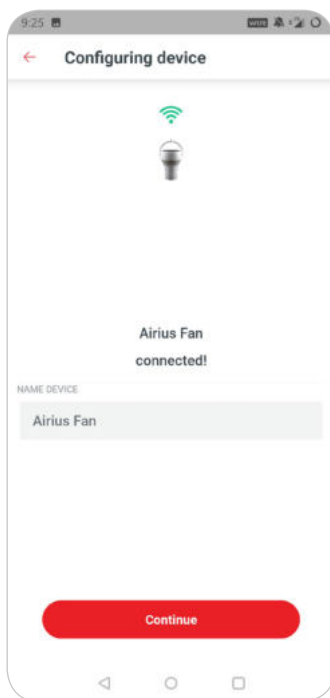 9:25
Configuring device
Airius Fan
connected!
NAME DEVICE
Airius Fan
Continue